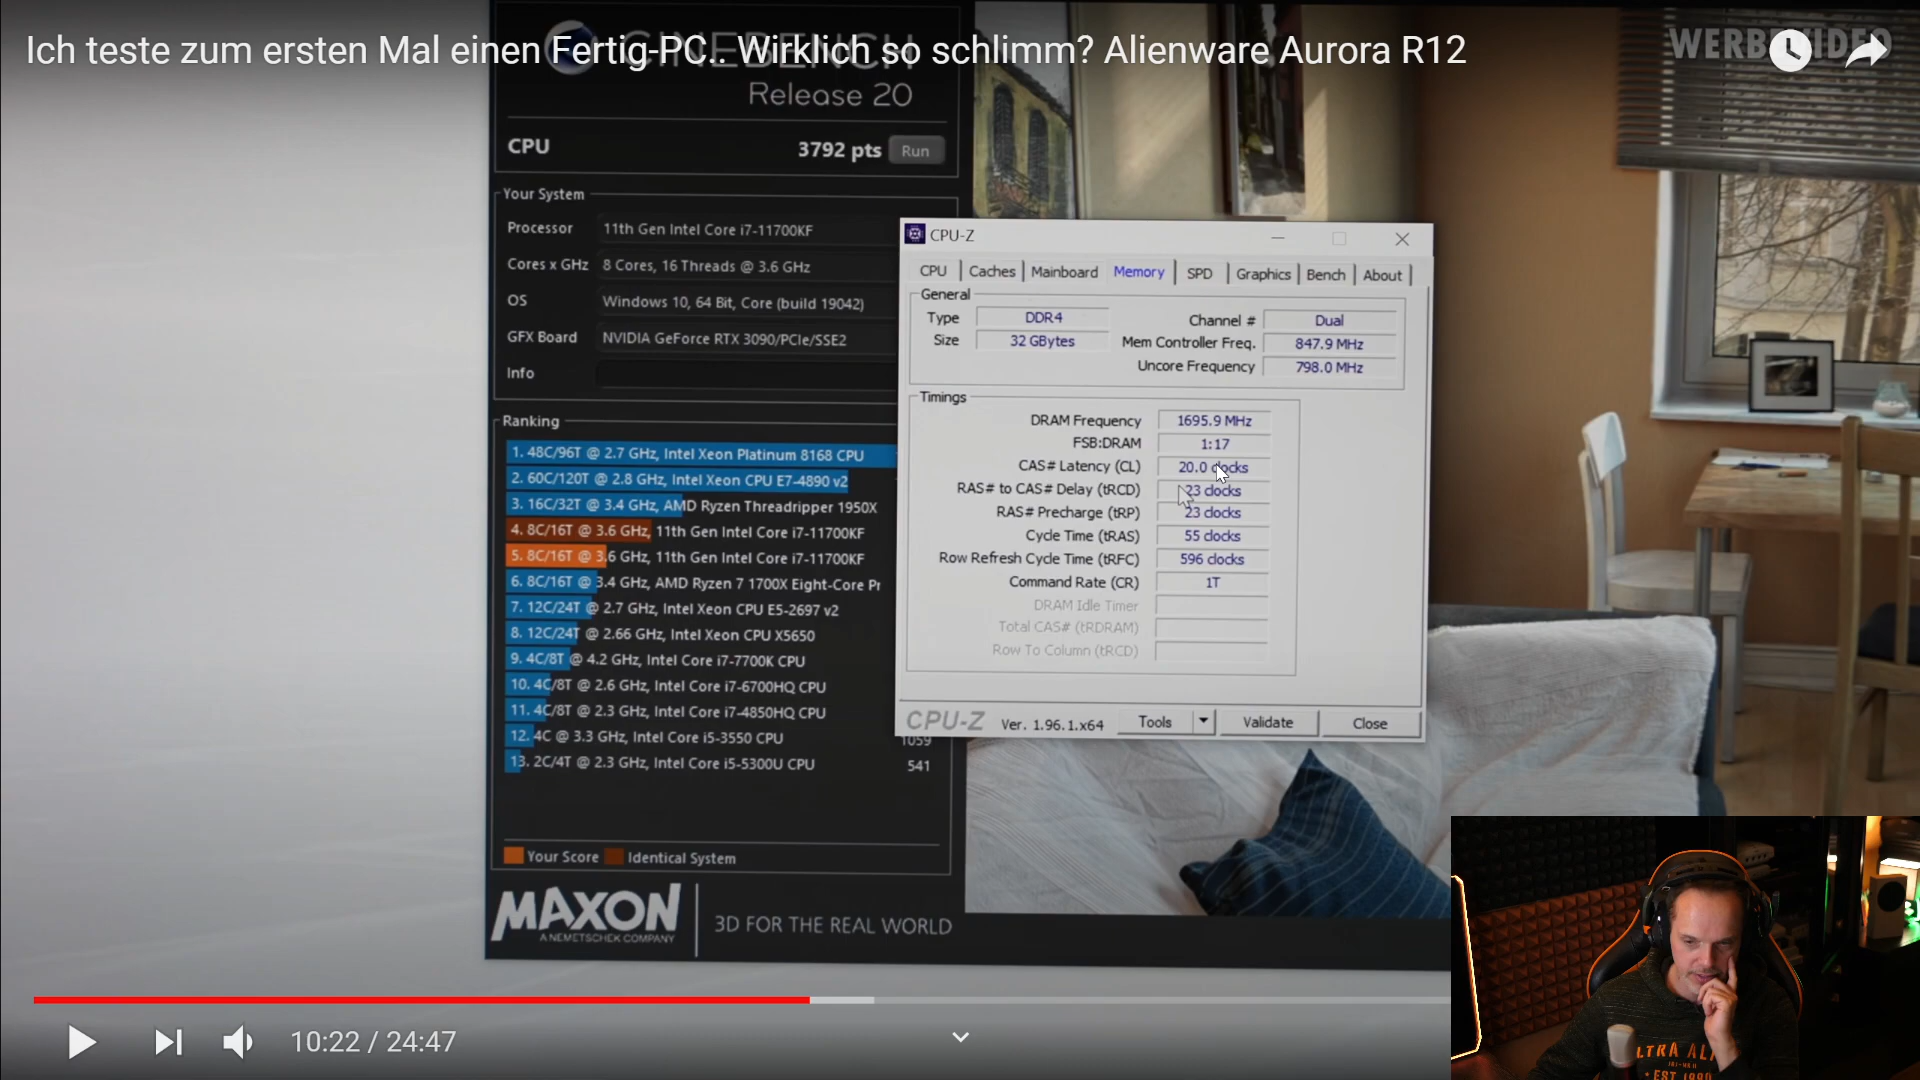 Ich teste zum ersten Mal einen Fertig-PC.. Wirklich so schlimm? Alienware Aurora R12
CINEBENCH
Release 20
CPU 3792 pts Run
Your System
Processor 11th Gen Intel Core i7-11700KF
Cores x GHz 8 Cores, 16 Threads @ 3.6 GHz
OS Windows 10, 64 Bit, Core (build 19042)
GFX Board NVIDIA GeForce RTX 3090/PCIe/SSE2
Info
Ranking
1. 48C/96T @ 2.7 GHz, Intel Xeon Platinum 8168 CPU
2. 60C/120T @ 2.8 GHz, Intel Xeon CPU E7-4890 v2
3. 16C/32T @ 3.4 GHz, AMD Ryzen Threadripper 1950X
4. 8C/16T @ 3.6 GHz, 11th Gen Intel Core i7-11700KF
5. 8C/16T @ 3.6 GHz, 11th Gen Intel Core i7-11700KF
6. 8C/16T @ 3.4 GHz, AMD Ryzen 7 1700X Eight-Core Pr
7. 12C/24T @ 2.7 GHz, Intel Xeon CPU E5-2697 v2
8. 12C/24T @ 2.66 GHz, Intel Xeon CPU X5650
9. 4C/8T @ 4.2 GHz, Intel Core i7-7700K CPU
10. 4C/8T @ 2.6 GHz, Intel Core i7-6700HQ CPU
11. 4C/8T @ 2.3 GHz, Intel Core i7-4850HQ CPU
12. 4C @ 3.3 GHz, Intel Core i5-3550 CPU 1059
13. 2C/4T @ 2.3 GHz, Intel Core i5-5300U CPU 541
Your Score Identical System
MAXON
A NEMETSCHEK COMPANY
3D FOR THE REAL WORLD
CPU-Z
CPU Caches Mainboard Memory SPD Graphics Bench About
General
Type DDR4 Channel # Dual
Size 32 GBytes Mem Controller Freq. 847.9 MHz
Uncore Frequency 798.0 MHz
Timings
DRAM Frequency 1695.9 MHz
FSB:DRAM 1:17
CAS# Latency (CL) 20.0 clocks
RAS# to CAS# Delay (tRCD) 23 clocks
RAS# Precharge (tRP) 23 clocks
Cycle Time (tRAS) 55 clocks
Row Refresh Cycle Time (tRFC) 596 clocks
Command Rate (CR) 1T
DRAM Idle Timer
Total CAS# (tRDRAM)
Row To Column (tRCD)
CPU-Z Ver. 1.96.1.x64 Tools Validate Close
10:22 / 24:47